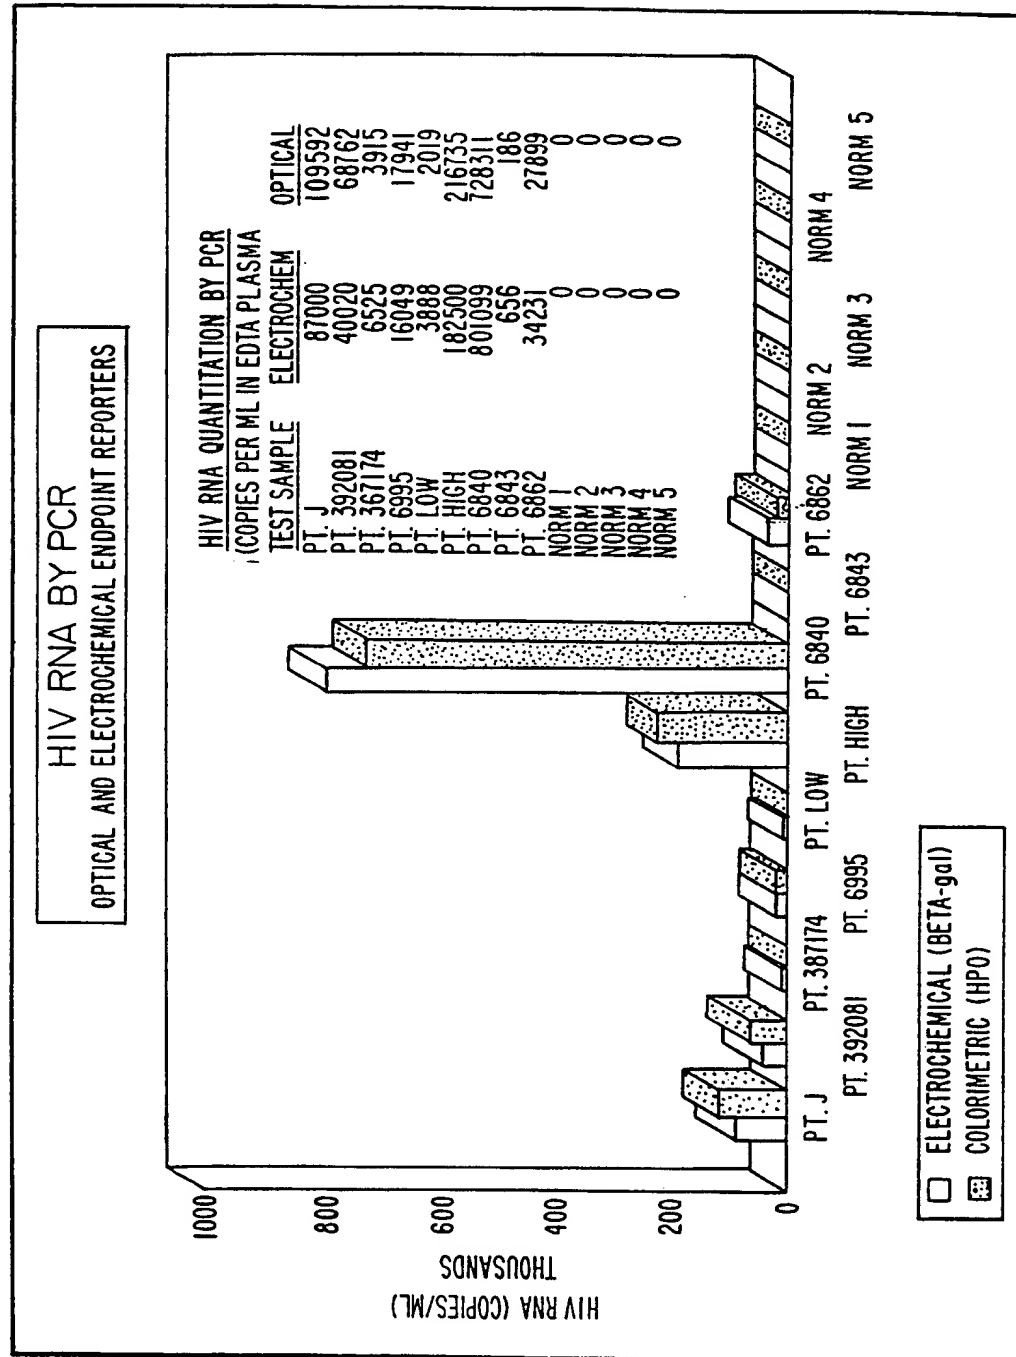 HIV RNA BY PCR
OPTICAL AND ELECTROCHEMICAL ENDPOINT REPORTERS
HIV RNA QUANTITATION BY PCR
(COPIES PER ML IN EDTA PLASMA
TEST SAMPLE ELECTROCHEM OPTICAL
PT. J 87000 109592
PT. 392081 40020 68762
PT. 367174 6525 3915
PT. 6995 16049 17941
PT. LOW 3888 2019
PT. HIGH 182500 216735
PT. 6840 801099 728311
PT. 6843 656 186
PT. 6862 34231 27899
NORM 1 0 0
NORM 2 0 0
NORM 3 0 0
NORM 4 0 0
NORM 5 0 0
HIV RNA (COPIES/ML)
THOUSANDS
1000
800
600
400
200
0
PT. J
PT. 392081
PT. 387174
PT. 6995
PT. LOW
PT. HIGH
PT. 6840
PT. 6843
PT. 6862
NORM 1
NORM 2
NORM 3
NORM 4
NORM 5
ELECTROCHEMICAL (BETA-gal)
COLORIMETRIC (HPO)